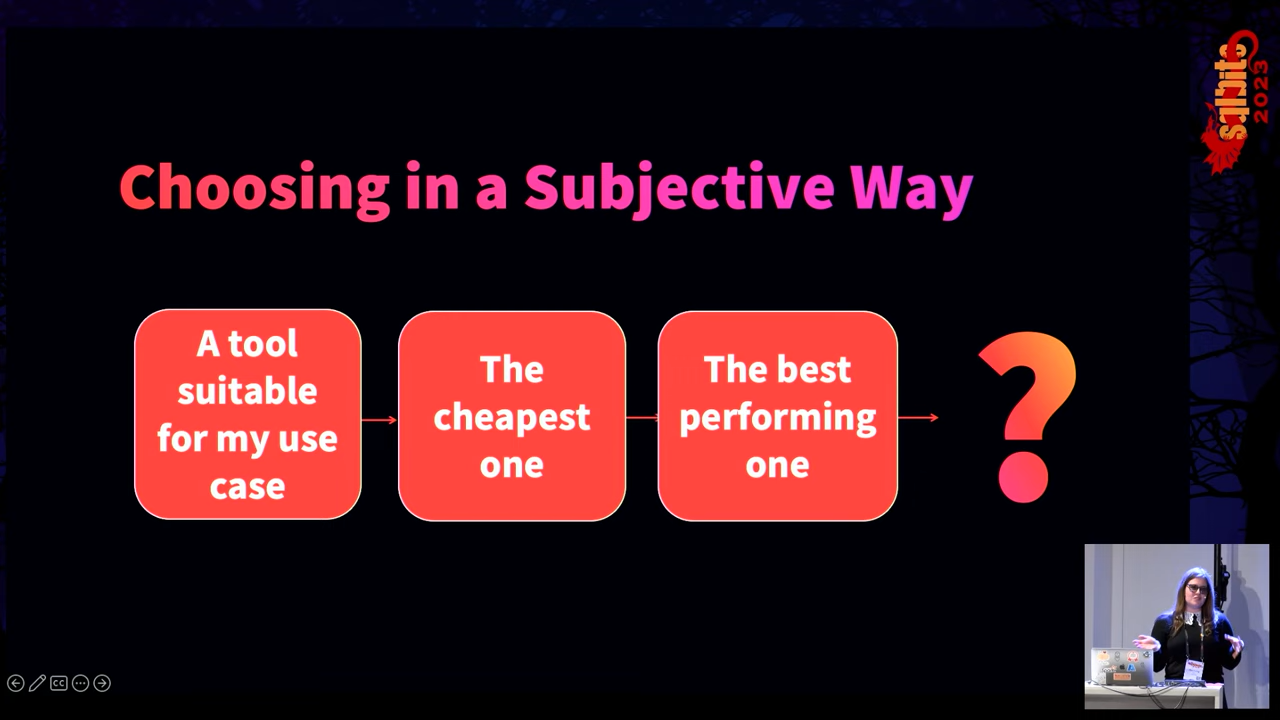 Choosing in a Subjective Way
A tool
suitable
for my use
case
The
cheapest
one
The best
performing
one
?
sqlbits
2023
CC